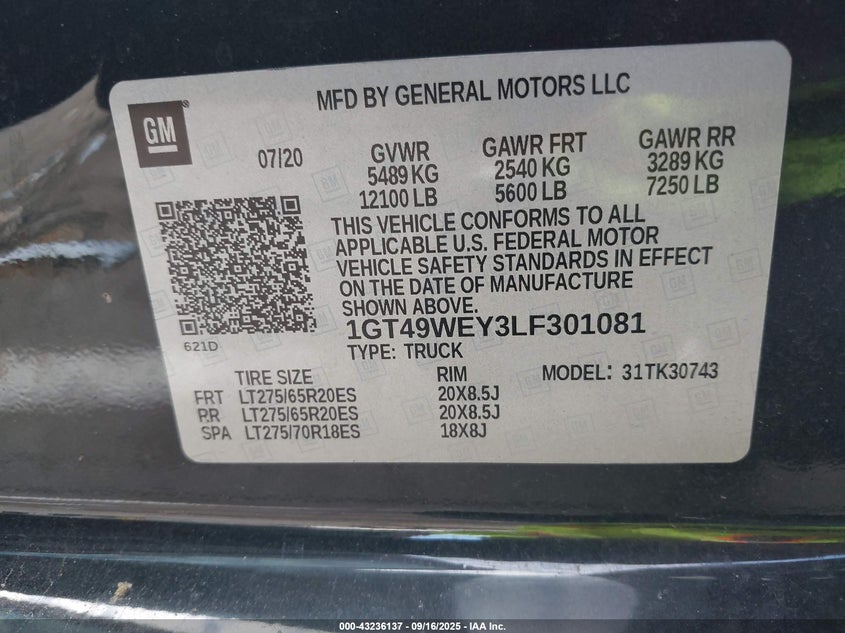 MFD BY GENERAL MOTORS LLC
GM
07/20
GVWR
5489 KG
12100 LB
GAWR FRT
2540 KG
5600 LB
GAWR RR
3289 KG
7250 LB
THIS VEHICLE CONFORMS TO ALL
APPLICABLE U.S. FEDERAL MOTOR
VEHICLE SAFETY STANDARDS IN EFFECT
ON THE DATE OF MANUFACTURE
SHOWN ABOVE.
621D
1GT49WEY3LF301081
TYPE: TRUCK
TIRE SIZE RIM MODEL: 31TK30743
FRT LT275/65R20ES 20X8.5J
RR LT275/65R20ES 20X8.5J
SPA LT275/70R18ES 18X8J
000-43236137 - 09/16/2025 - IAA Inc.